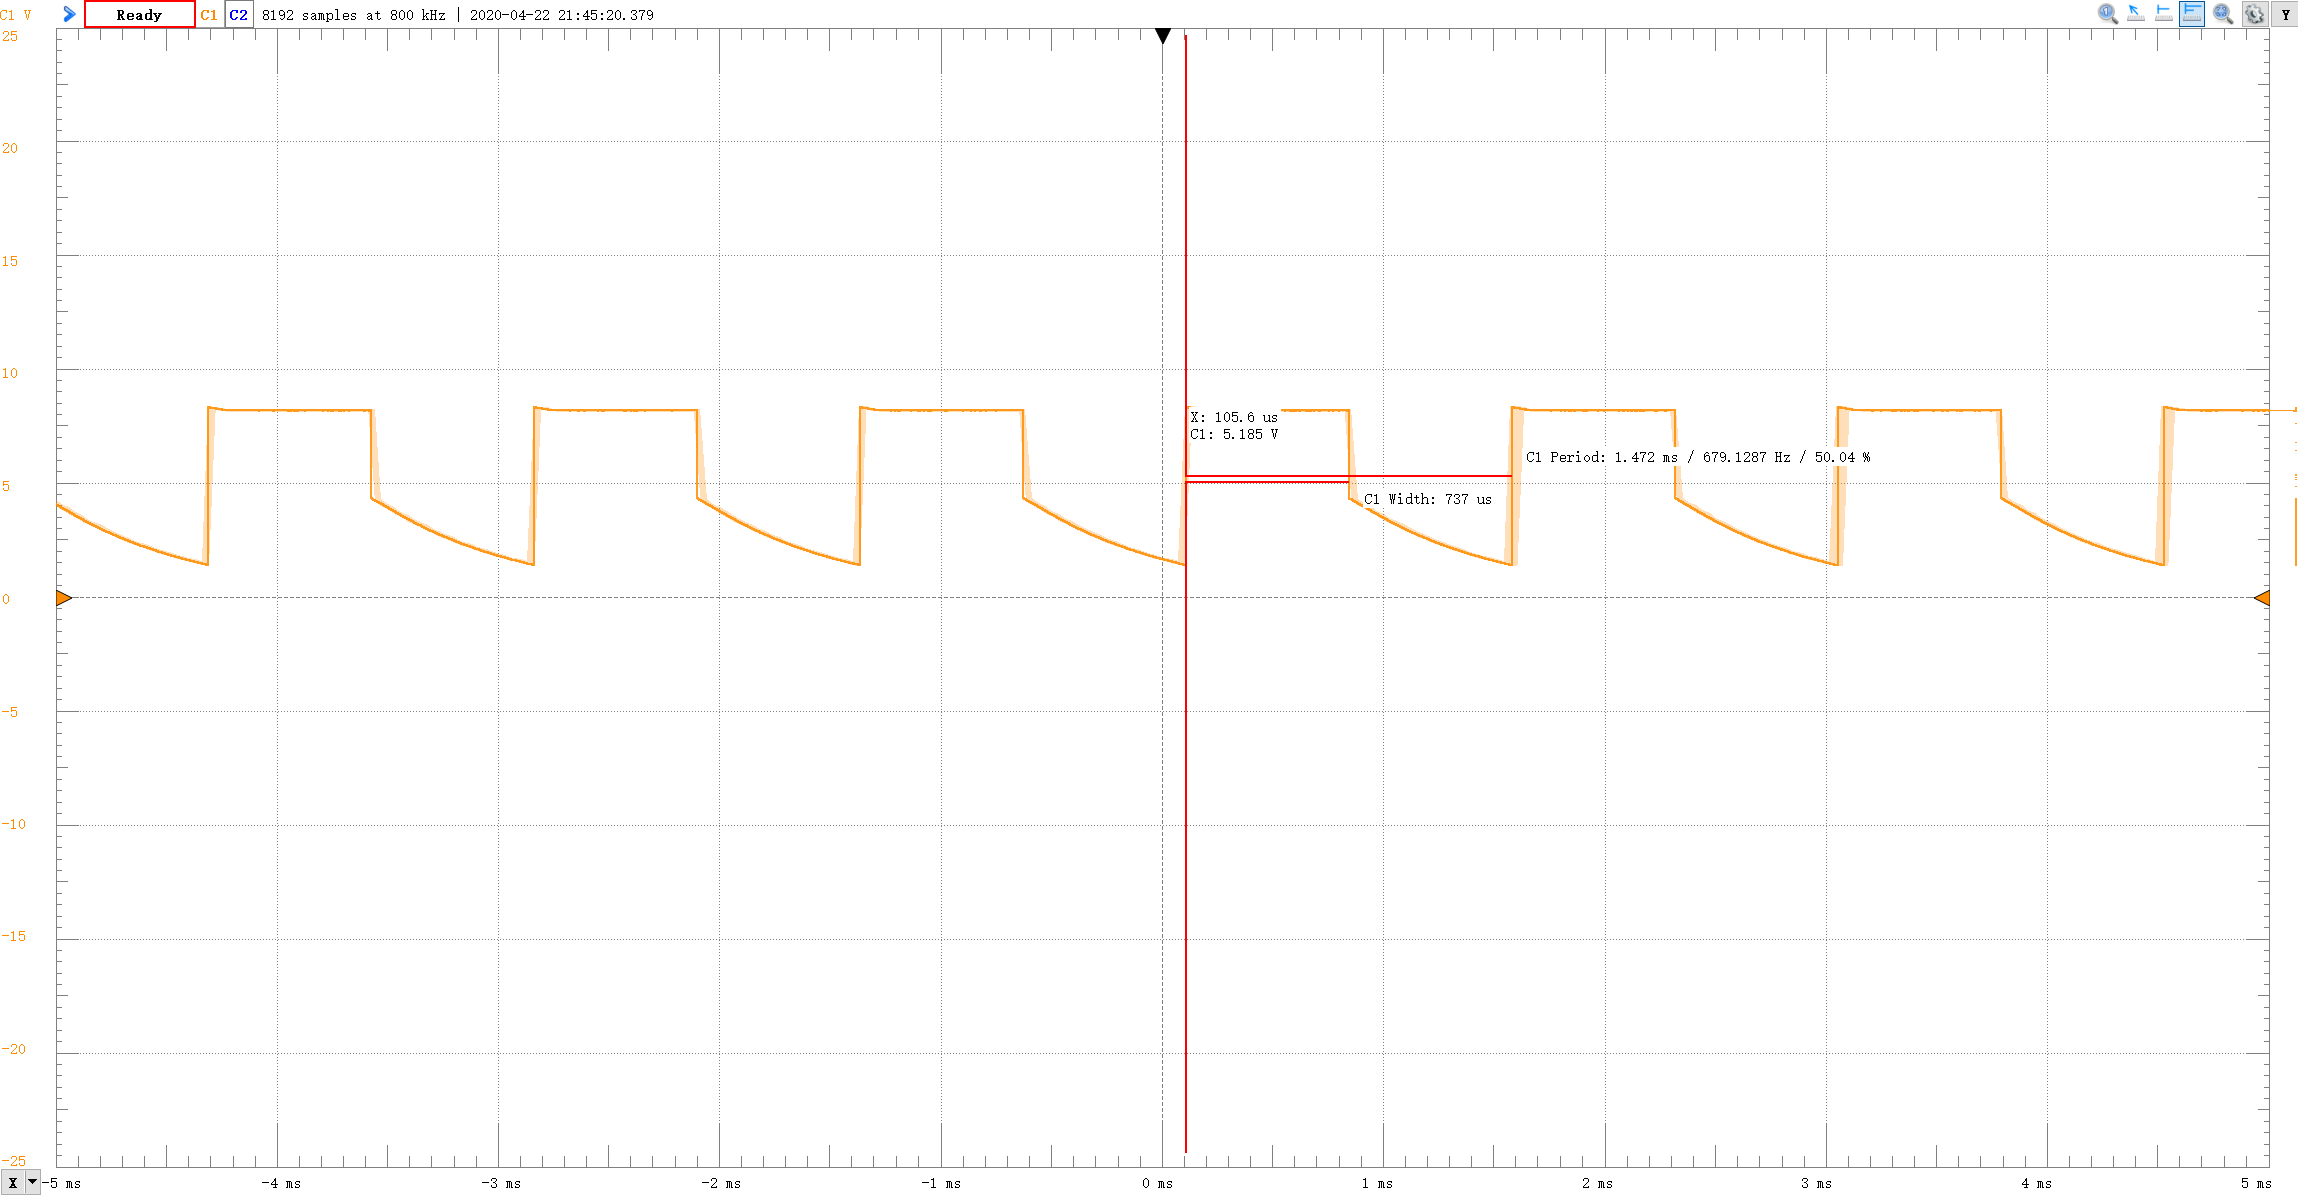 C1 V Ready C1 C2 8192 samples at 800 kHz | 2020-04-22 21:45:20.379 Y
25
20
15
10
X: 105.6 us
C1: 5.185 V
C1 Period: 1.472 ms / 679.1287 Hz / 50.04 %
5
C1 Width: 737 us
0
-5
-10
-15
-20
-25
X -5 ms -4 ms -3 ms -2 ms -1 ms 0 ms 1 ms 2 ms 3 ms 4 ms 5 ms